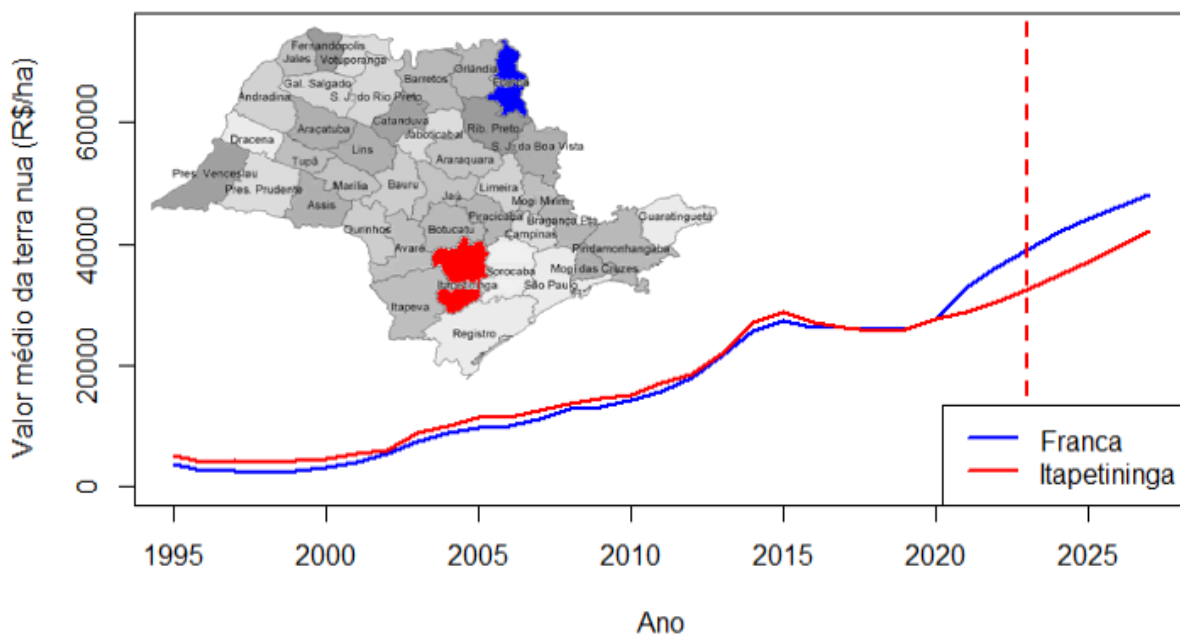 Valor médio da terra nua (R$/ha)
60000
40000
20000
0
Fernandópolis
Jales
Votuporanga
Gal. Salgado
Andradina
S. J. do Rio Preto
Barretos
Orlândia
Franca
Dracena
Araçatuba
Catanduva
Jaboticabal
Rib. Preto
S. J. da Boa Vista
Lins
Tupã
Araraquara
Pres. Venceslau
Pres. Prudente
Marília
Bauru
Jaú
Limeira
Assis
Mogi Mirim
Piracicaba
Bragança Pta
Guaratinguetá
Ourinhos
Botucatu
Campinas
Avaré
Pindamonhangaba
Sorocaba
Mogi das Cruzes
Itapetininga
São Paulo
Itapeva
Registro
Franca
Itapetininga
1995 2000 2005 2010 2015 2020 2025
Ano